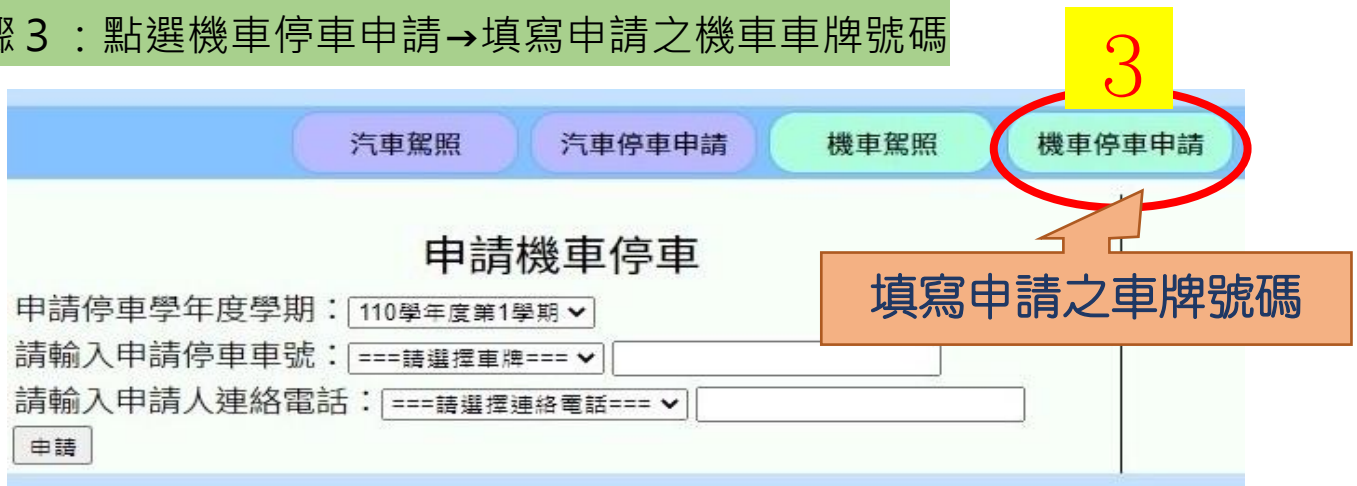 驟3：點選機車停車申請→填寫申請之機車車牌號碼
3
汽車駕照 汽車停車申請 機車駕照 機車停車申請
申請機車停車
填寫申請之車牌號碼
申請停車學年度學期：110學年度第1學期
請輸入申請停車車號：===請選擇車牌===
請輸入申請人連絡電話：===請選擇連絡電話===
申請